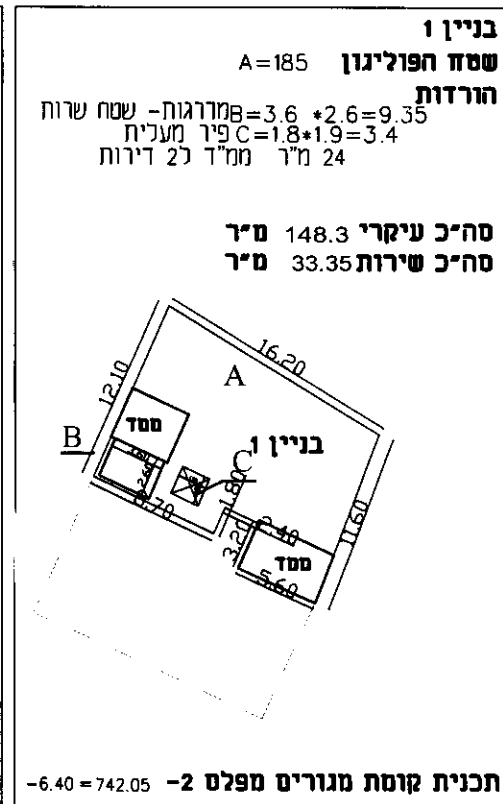 בניין 1
שטח הפוליגון A=185
הורדות
B=3.6 *2.6=9.35מדרגות- שטח שרות
C=1.8*1.9=3.4 פיר מעלית
24 מ"ר ממ"ד ל2 דירות
סה"כ עיקרי 148.3 מ"ר
סה"כ שירות 33.35 מ"ר
16.20
12.10
A
ממד
B
בניין 1
C
1.80
11.60
2.40
3.20
ממד
5.60
תכנית קומת מגורים מפלס 2- -6.40=742.05